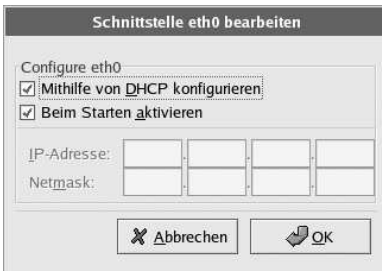 Schnittstelle eth0 bearbeiten
Configure eth0
Mithilfe von DHCP konfigurieren
Beim Starten aktivieren
IP-Adresse: . . .
Netmask: . . .
Abbrechen OK